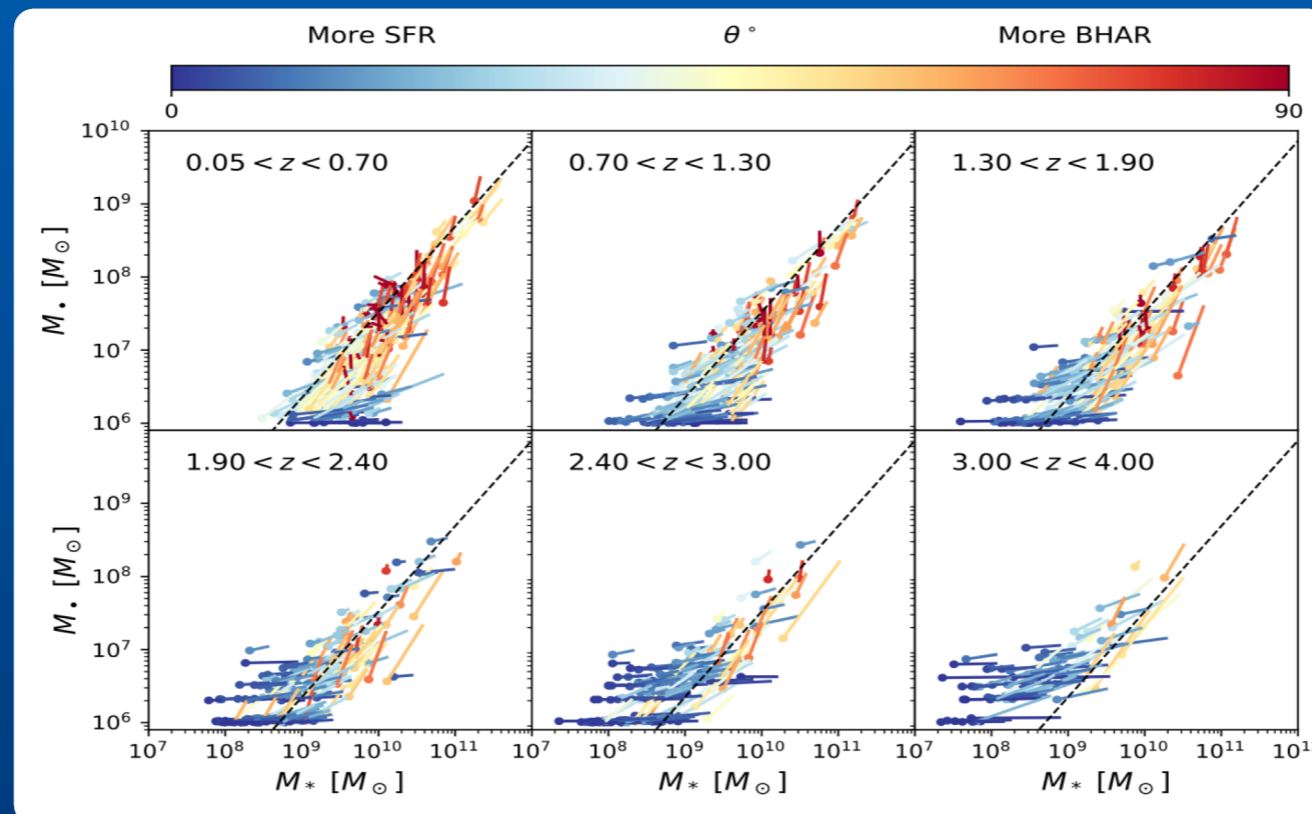 More SFR θ° More BHAR
0 90
10¹⁰
0.05 < z < 0.70 0.70 < z < 1.30 1.30 < z < 1.90
10⁹
10⁸
M• [M⊙]
10⁷
10⁶
1.90 < z < 2.40 2.40 < z < 3.00 3.00 < z < 4.00
10⁹
10⁸
M• [M⊙]
10⁷
10⁶
10⁷ 10⁸ 10⁹ 10¹⁰ 10¹¹ 10⁸ 10⁹ 10¹⁰ 10¹¹ 10⁸ 10⁹ 10¹⁰ 10¹¹
M* [M⊙] M* [M⊙] M* [M⊙]